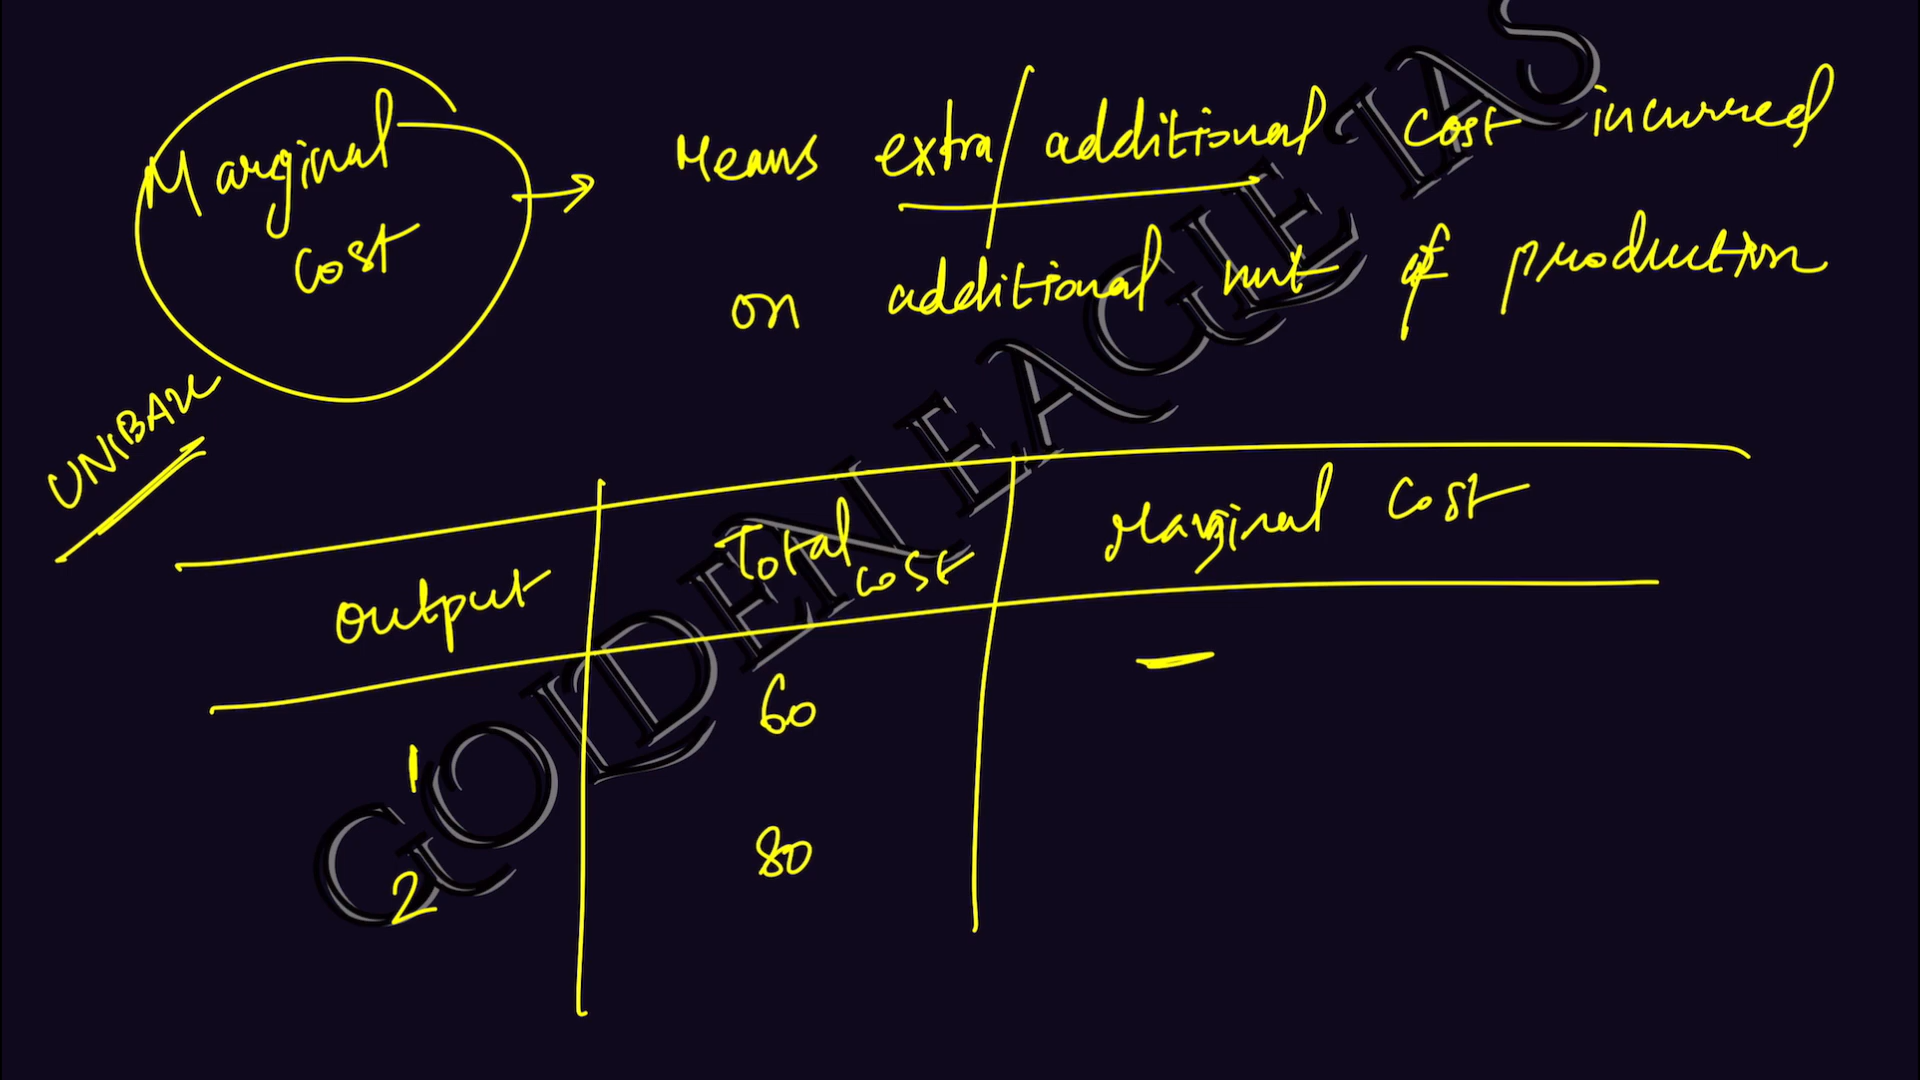 Marginal
cost
Means extra/additional cost incurred
on additional unit of production
UNIBAZE
Output Total cost Marginal cost
1 60 -
2 80
GOLDEN EAGLE IAS